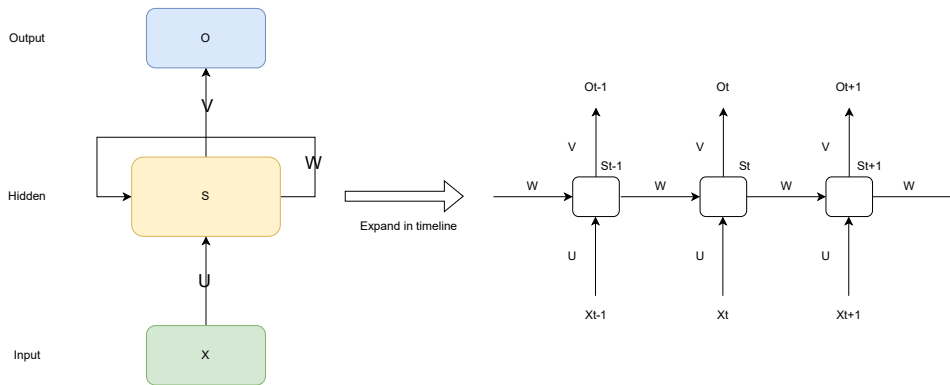 Output
O
V
W
Hidden
S
U
Input
X
Expand in timeline
Ot-1
Ot
Ot+1
V
V
V
St-1
St
St+1
W
W
W
W
U
U
U
Xt-1
Xt
Xt+1